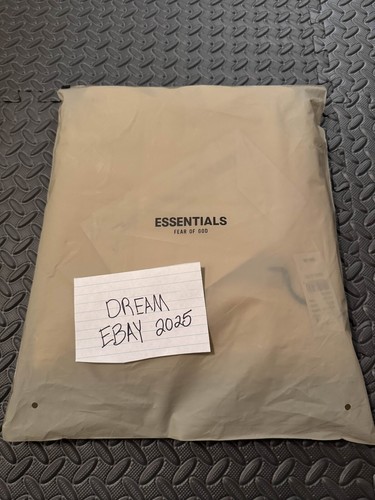 ESSENTIALS
FEAR OF GOD
DREAM
EBAY 2025